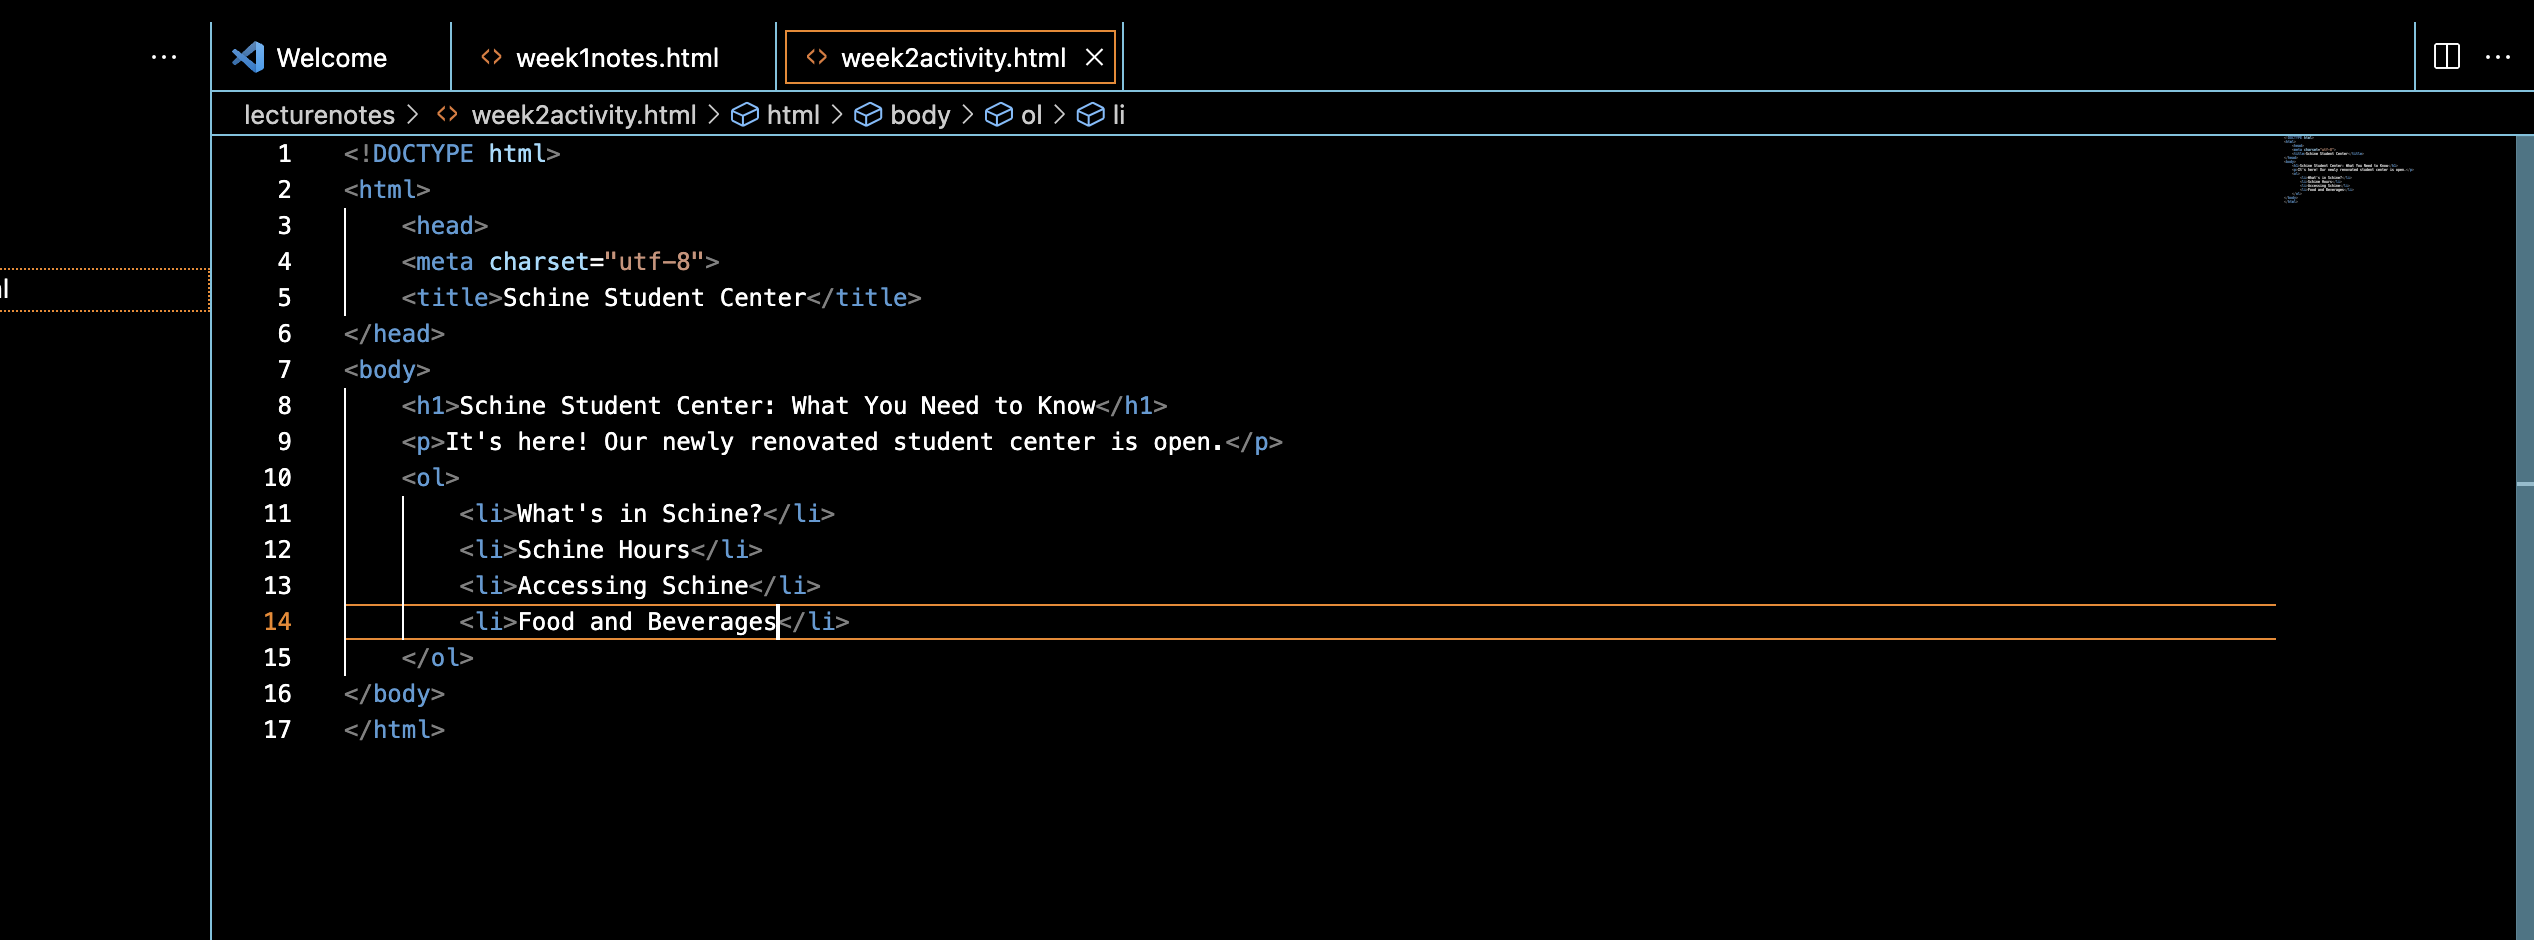 ··· Welcome <> week1notes.html <> week2activity.html × ···
lecturenotes > <> week2activity.html > html > body > ol > li
l
1 <!DOCTYPE html>
2 <html>
3     <head>
4     <meta charset="utf-8">
5     <title>Schine Student Center</title>
6 </head>
7 <body>
8     <h1>Schine Student Center: What You Need to Know</h1>
9     <p>It's here! Our newly renovated student center is open.</p>
10     <ol>
11         <li>What's in Schine?</li>
12         <li>Schine Hours</li>
13         <li>Accessing Schine</li>
14         <li>Food and Beverages</li>
15     </ol>
16 </body>
17 </html>